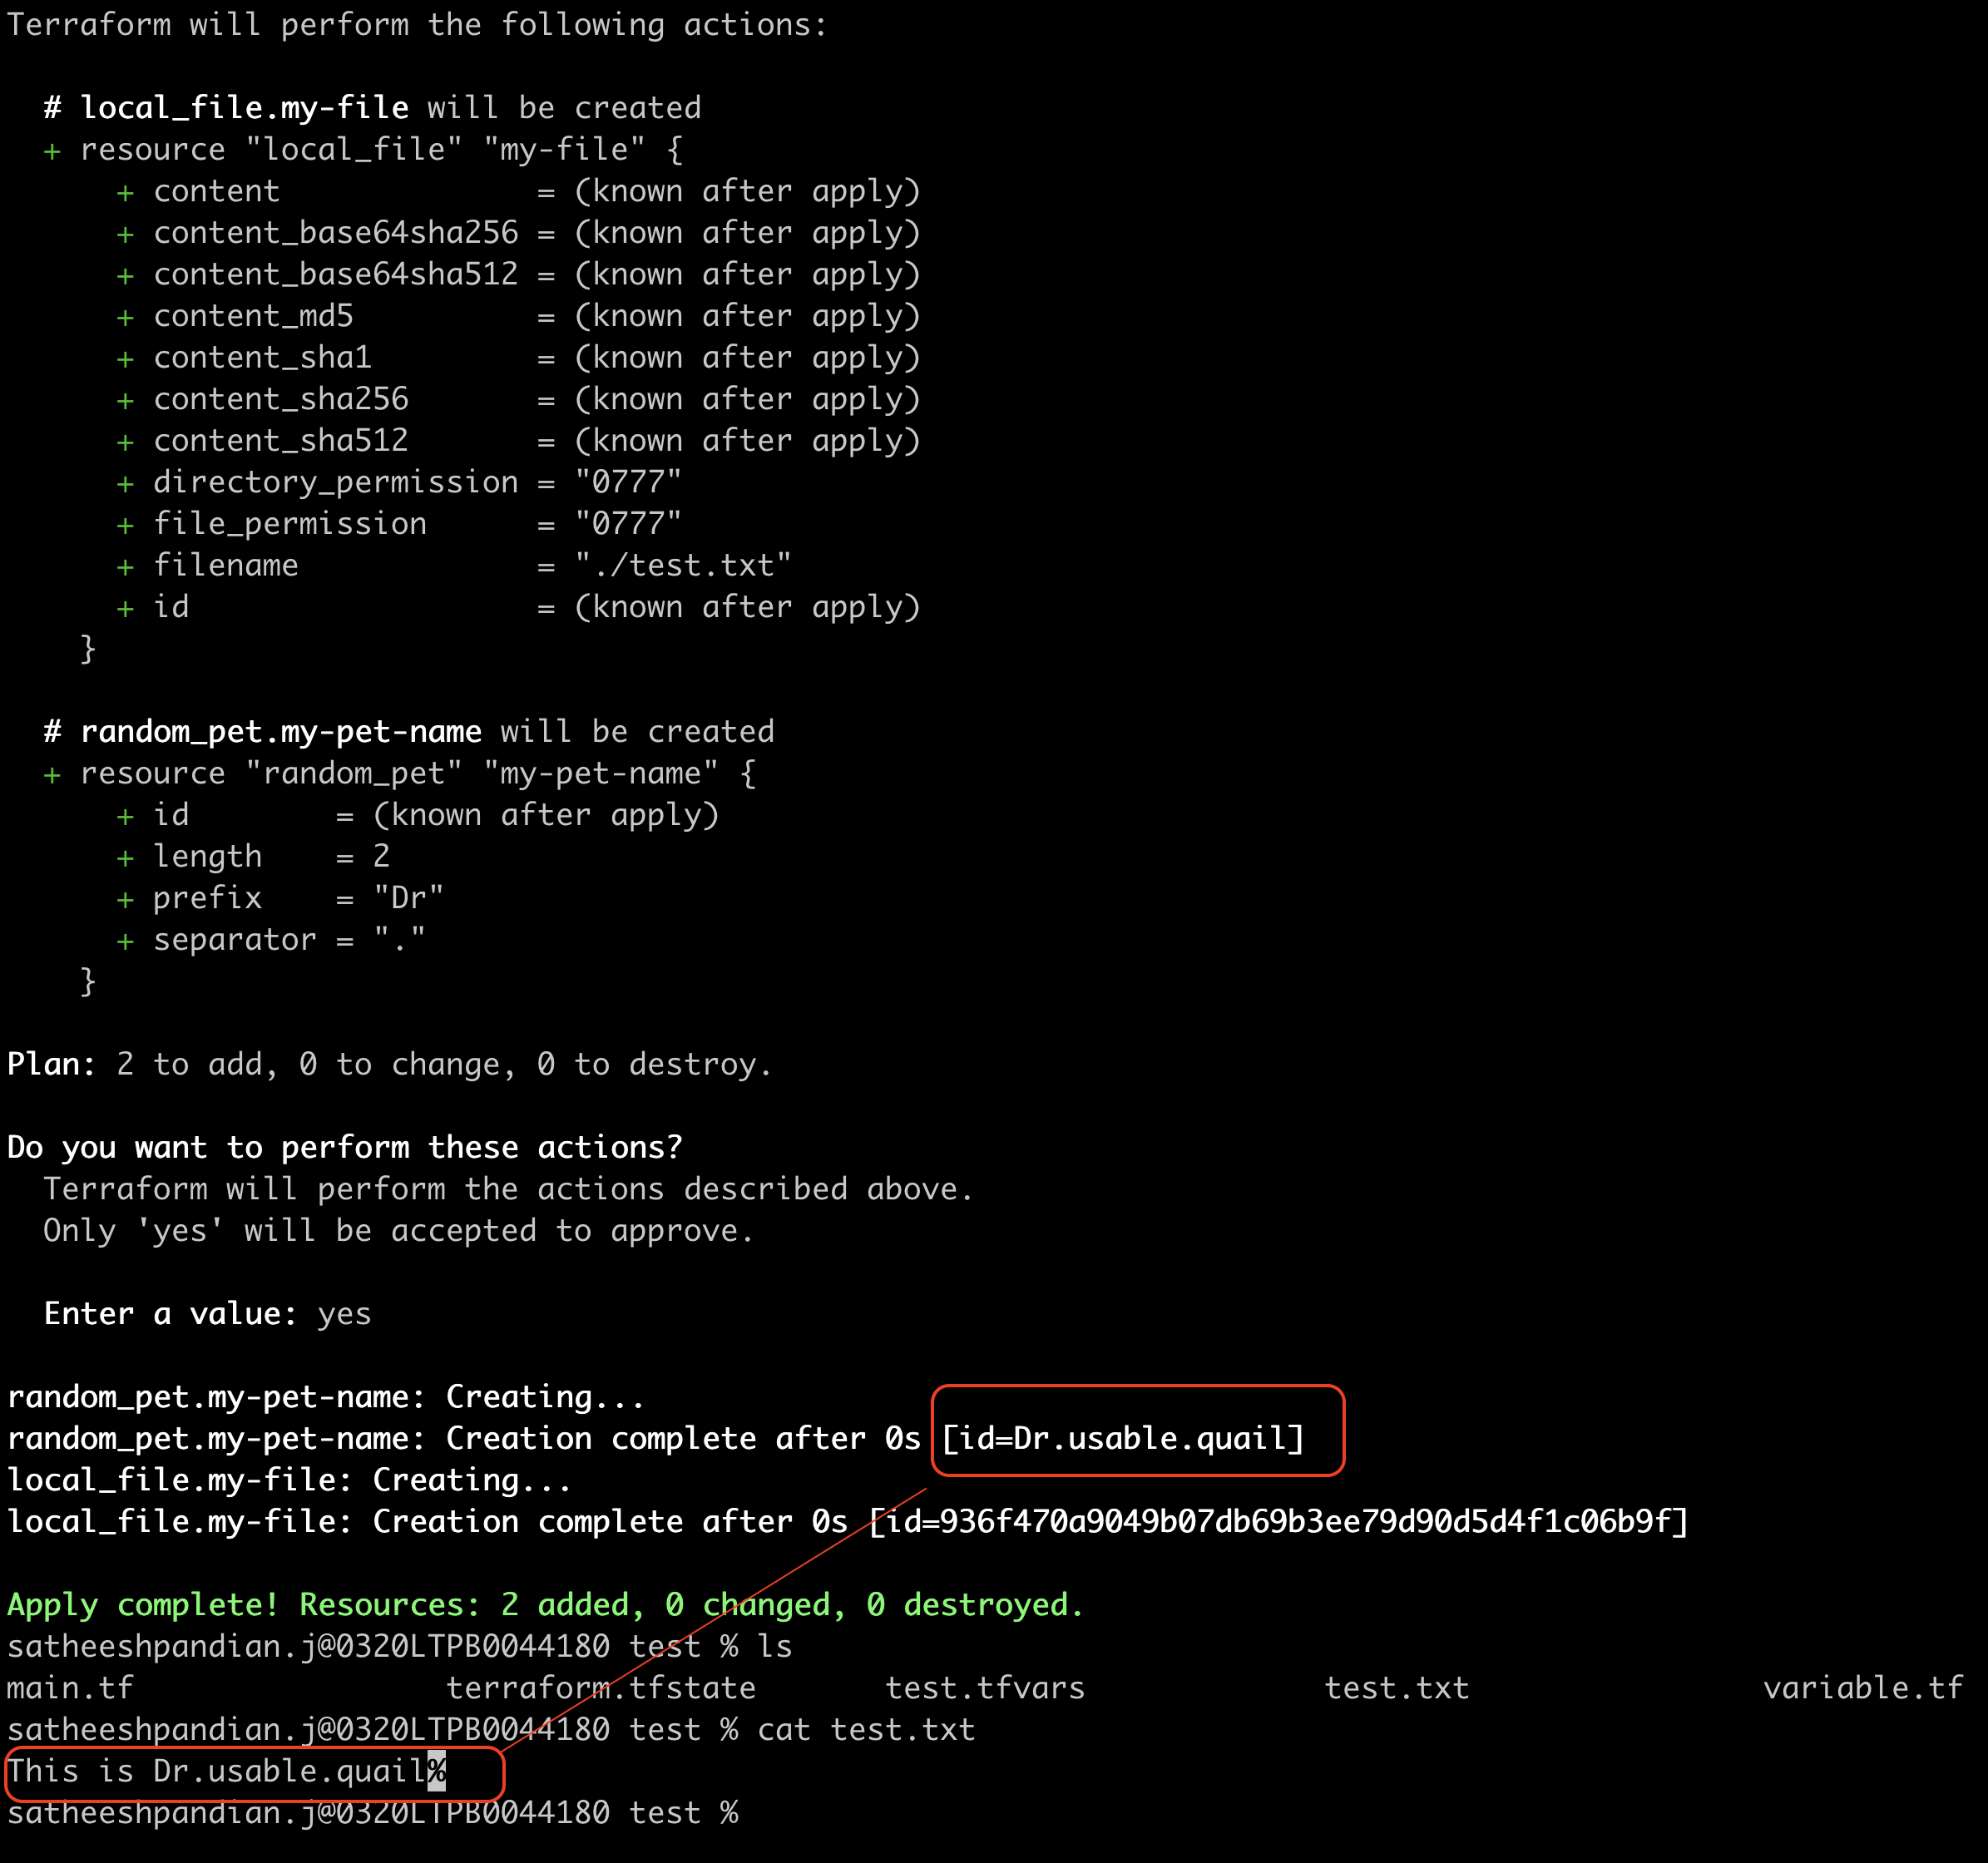 Terraform will perform the following actions:
# local_file.my-file will be created
+ resource "local_file" "my-file" {
+ content = (known after apply)
+ content_base64sha256 = (known after apply)
+ content_base64sha512 = (known after apply)
+ content_md5 = (known after apply)
+ content_sha1 = (known after apply)
+ content_sha256 = (known after apply)
+ content_sha512 = (known after apply)
+ directory_permission = "0777"
+ file_permission = "0777"
+ filename = "./test.txt"
+ id = (known after apply)
}
# random_pet.my-pet-name will be created
+ resource "random_pet" "my-pet-name" {
+ id = (known after apply)
+ length = 2
+ prefix = "Dr"
+ separator = "."
}
Plan: 2 to add, 0 to change, 0 to destroy.
Do you want to perform these actions?
Terraform will perform the actions described above.
Only 'yes' will be accepted to approve.
Enter a value: yes
random_pet.my-pet-name: Creating...
random_pet.my-pet-name: Creation complete after 0s [id=Dr.usable.quail]
local_file.my-file: Creating...
local_file.my-file: Creation complete after 0s [id=936f470a9049b07db69b3ee79d90d5d4f1c06b9f]
Apply complete! Resources: 2 added, 0 changed, 0 destroyed.
satheeshpandian.j@0320LTPB0044180 test % ls
main.tf terraform.tfstate test.tfvars test.txt variable.tf
satheeshpandian.j@0320LTPB0044180 test % cat test.txt
This is Dr.usable.quail%
satheeshpandian.j@0320LTPB0044180 test %